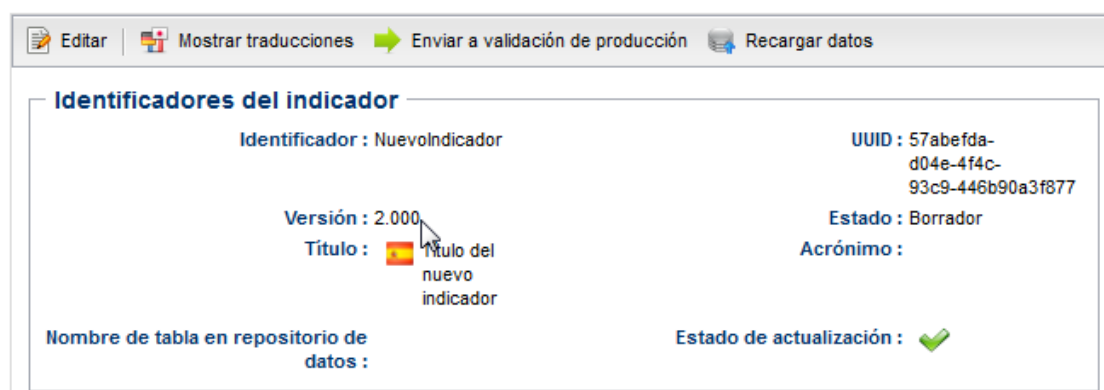 Editar Mostrar traducciones Enviar a validación de producción Recargar datos
Identificadores del indicador
Identificador : NuevoIndicador UUID : 57abefda-
d04e-4f4c-
93c9-446b90a3f877
Versión : 2.000 Estado : Borrador
Título : Título del Acrónimo :
nuevo
indicador
Nombre de tabla en repositorio de Estado de actualización :
datos :